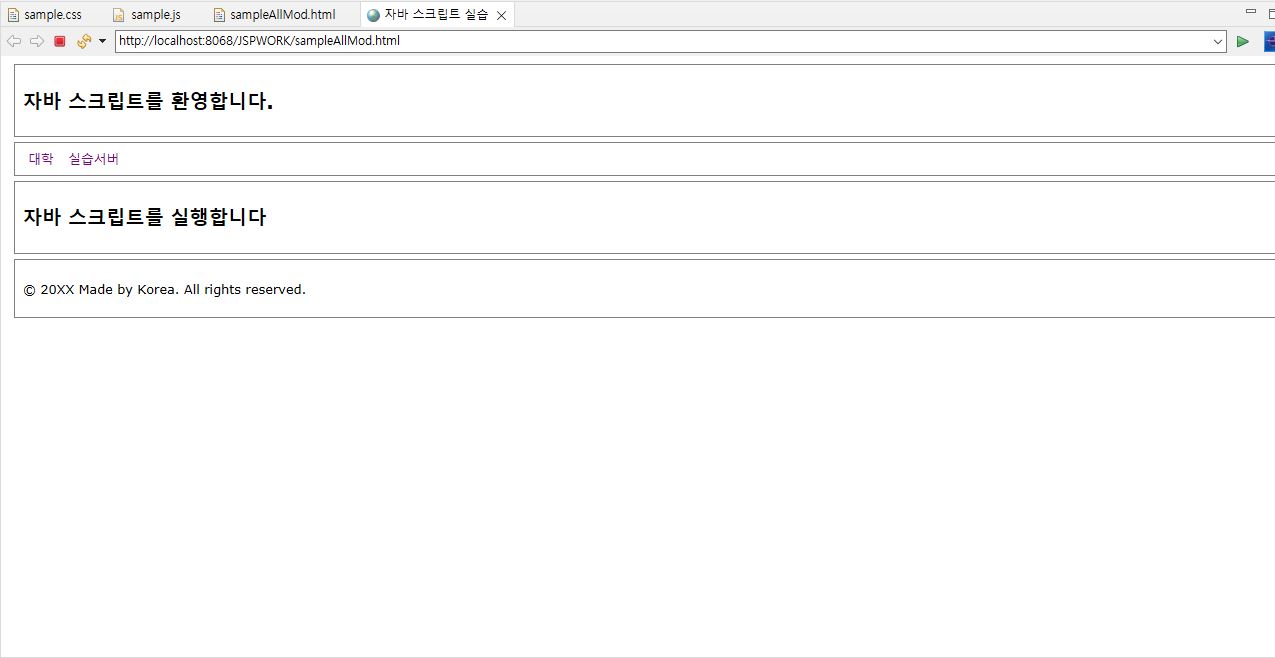 sample.css sample.js sampleAllMod.html 자바 스크립트 실습
http://localhost:8068/JSPWORK/sampleAllMod.html
자바 스크립트를 환영합니다.
대학 실습서버
자바 스크립트를 실행합니다
© 20XX Made by Korea. All rights reserved.